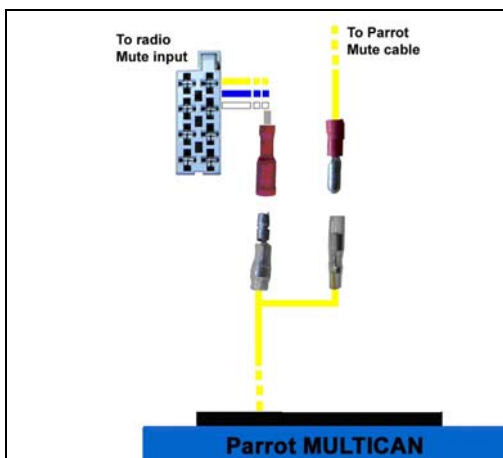 To radio
Mute input
To Parrot
Mute cable
Parrot MULTICAN